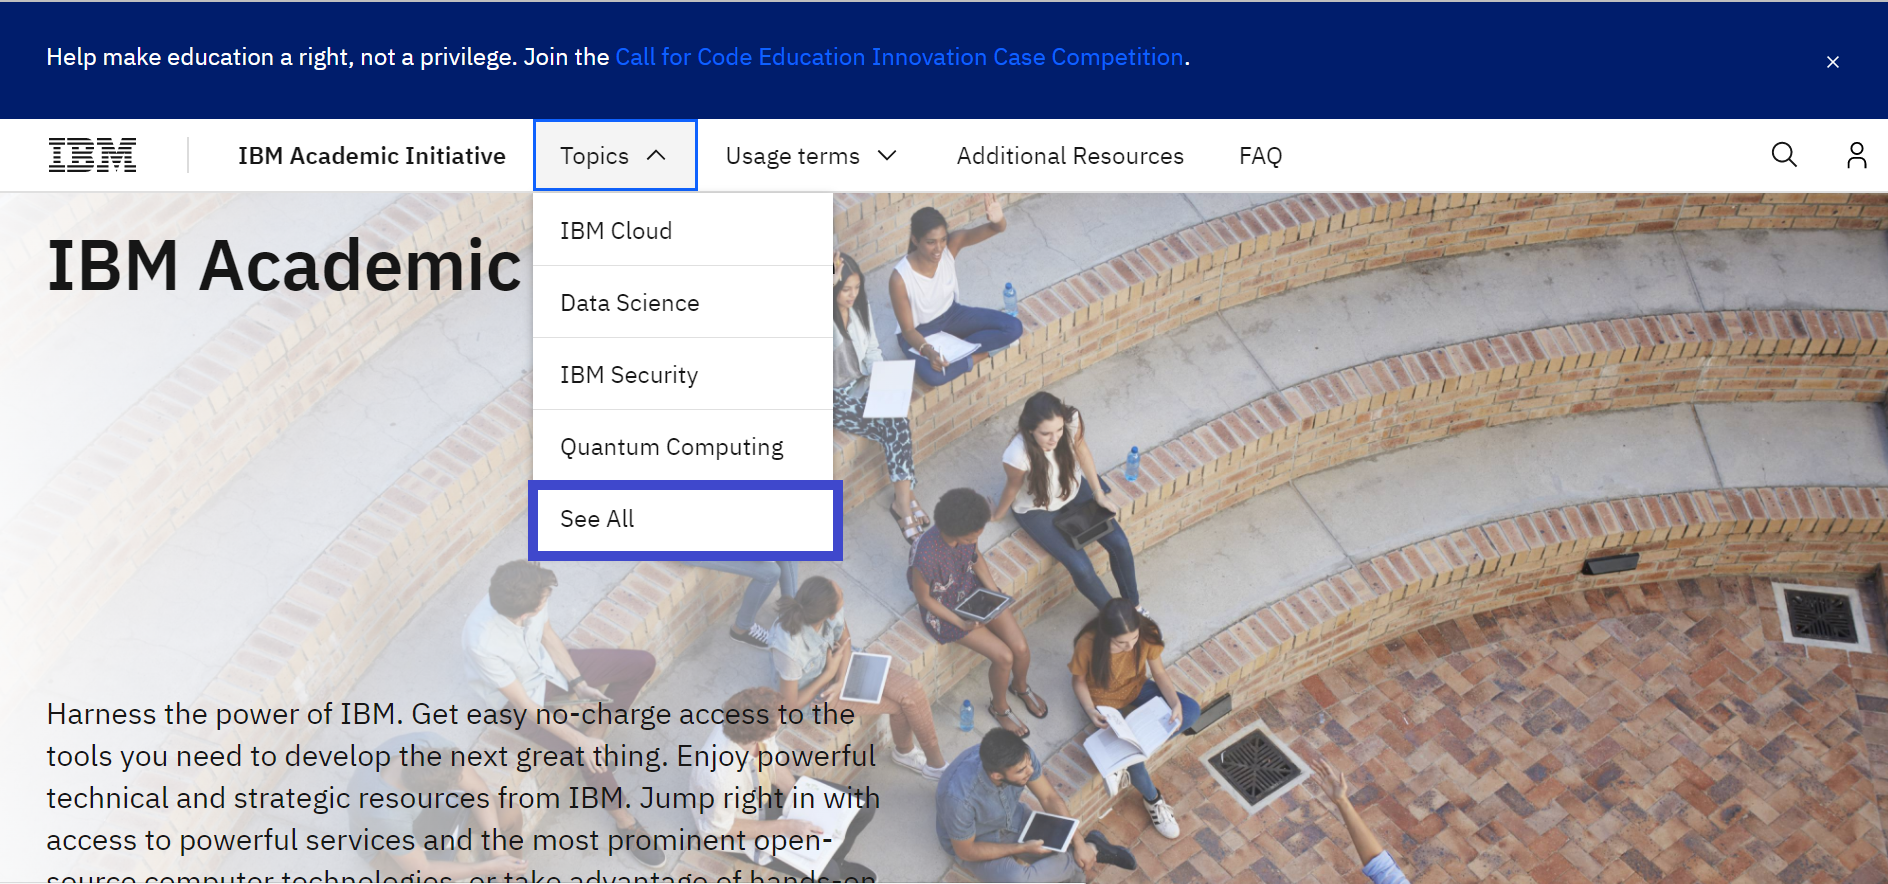 Help make education a right, not a privilege. Join the Call for Code Education Innovation Case Competition.
IBM
IBM Academic Initiative
Topics
Usage terms
Additional Resources
FAQ
IBM Cloud
Data Science
IBM Security
Quantum Computing
See All
IBM Academic
Harness the power of IBM. Get easy no-charge access to the
tools you need to develop the next great thing. Enjoy powerful
technical and strategic resources from IBM. Jump right in with
access to powerful services and the most prominent open-
source computer technologies, or take advantage of hands-on